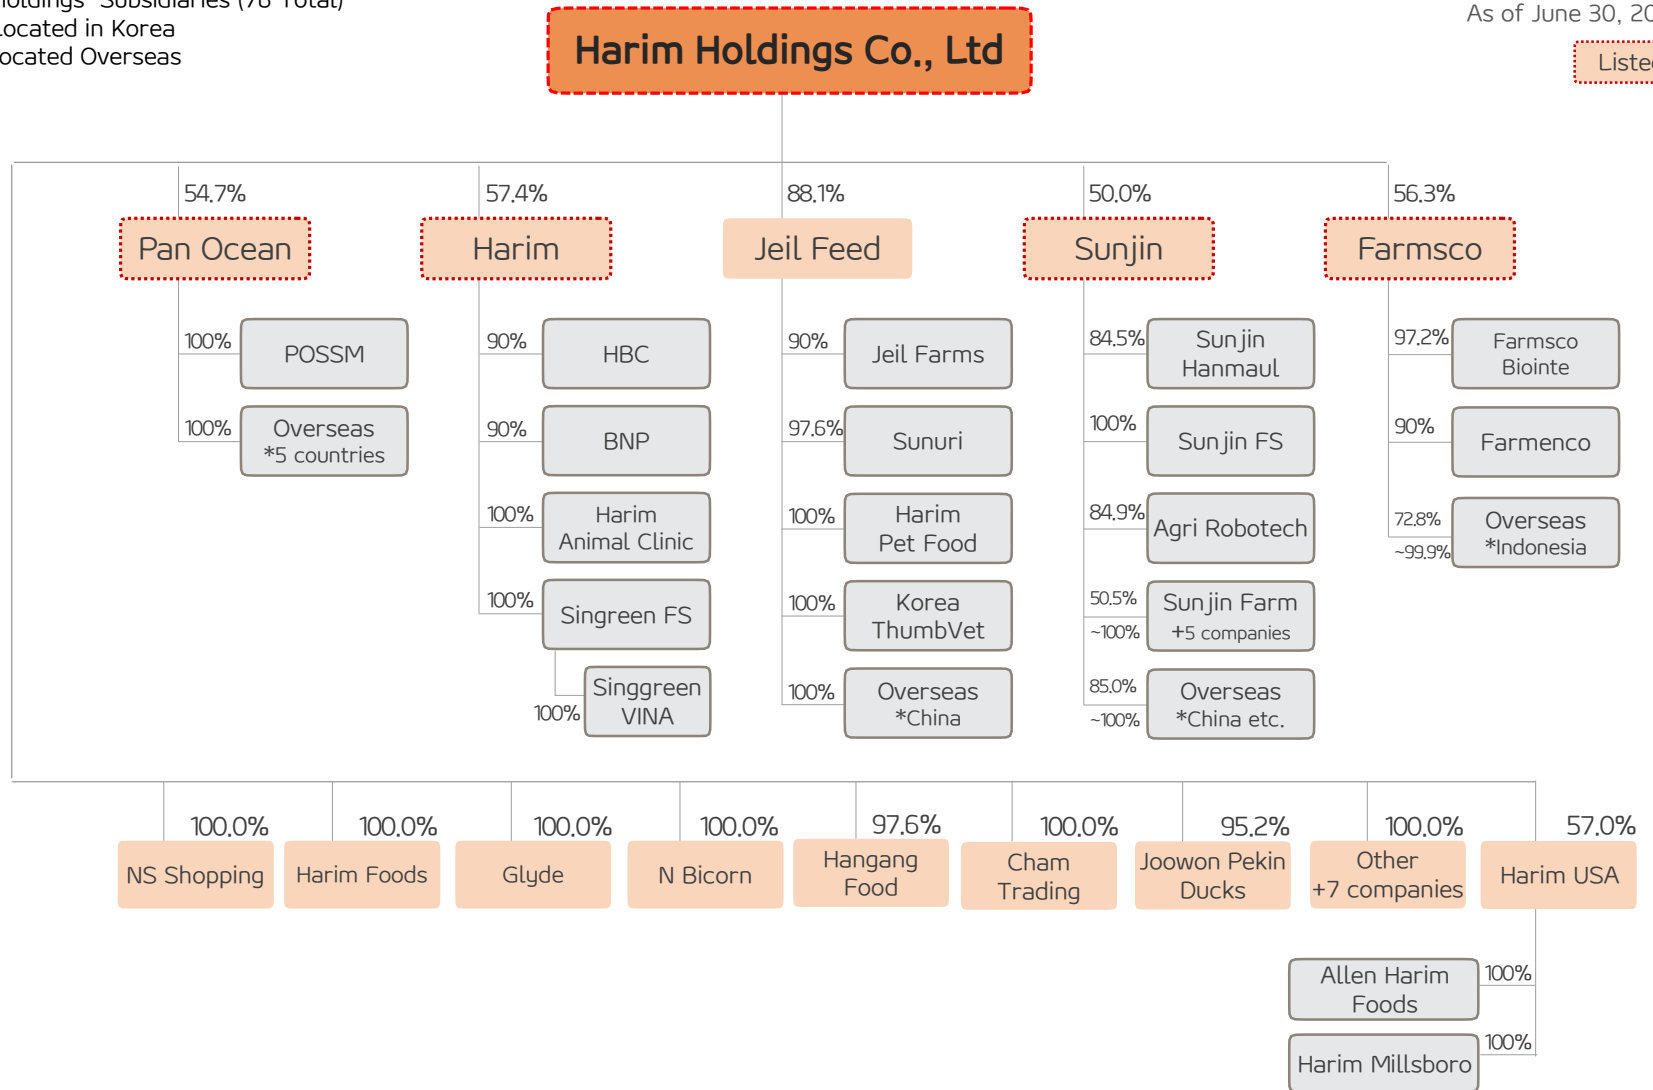 Subsidiaries (76 Total)
Located in Korea
Located Overseas
Harim Holdings Co., Ltd
As of June 30,
Listed
54.7%
57.4%
88.1%
50.0%
56.3%
Pan Ocean
Harim
Jeil Feed
Sunjin
Farmsco
100%
POSSM
100%
Overseas
*5 countries
90%
HBC
90%
BNP
100%
Harim
Animal Clinic
100%
Singreen FS
100%
Singgreen
VINA
90%
Jeil Farms
97.6%
Sunuri
100%
Harim
Pet Food
100%
Korea
ThumbVet
100%
Overseas
*China
84.5%
Sunjin
Hanmaul
100%
Sunjin FS
84.9%
Agri Robotech
50.5%
~100%
Sunjin Farm
+5 companies
85.0%
~100%
Overseas
*China etc.
97.2%
Farmsco
Biointe
90%
Farmenco
72.8%
~99.9%
Overseas
*Indonesia
100.0%
NS Shopping
100.0%
Harim Foods
100.0%
Glyde
100.0%
N Bicorn
97.6%
Hangang
Food
100.0%
Cham
Trading
95.2%
Joowon Pekin
Ducks
100.0%
Other
+7 companies
57.0%
Harim USA
Allen Harim
Foods
100%
Harim Millsboro
100%